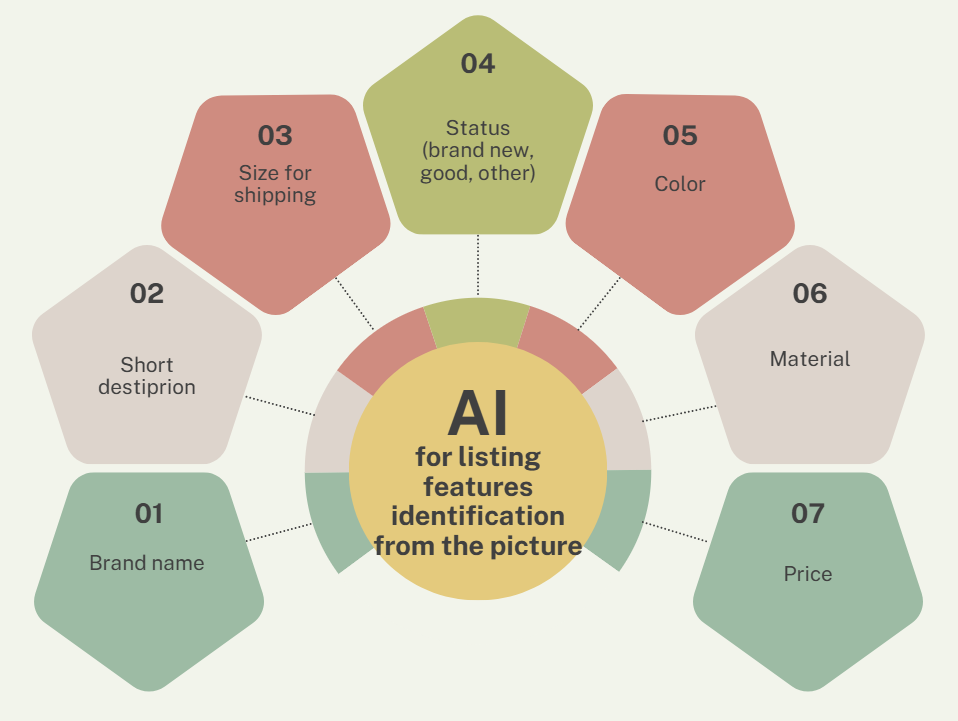 04
Status
(brand new,
good, other)
03
Size for
shipping
05
Color
02
Short
destiprion
06
Material
AI
for listing
features
identification
from the picture
01
Brand name
07
Price